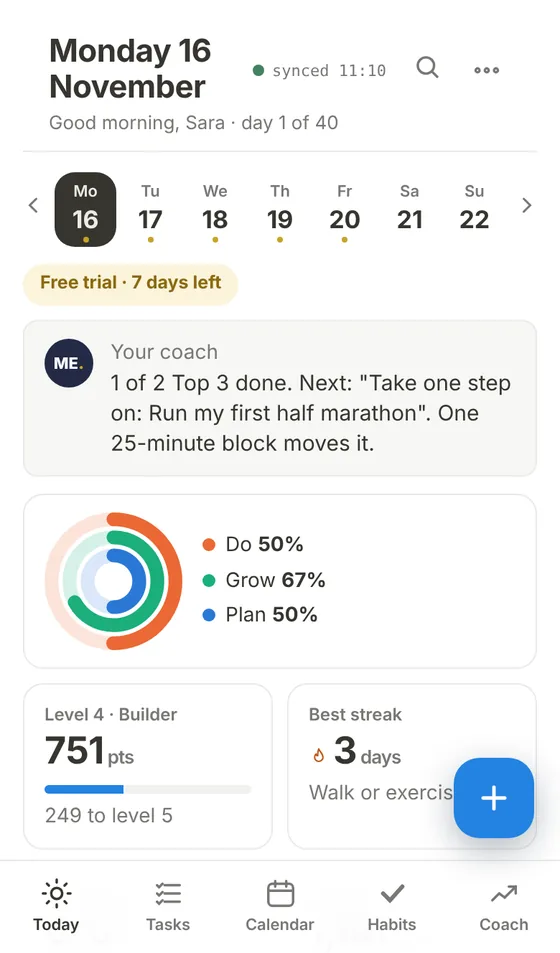 Monday 16
November
synced 11:10
Good morning, Sara · day 1 of 40
Mo Tu We Th Fr Sa Su
16 17 18 19 20 21 22
Free trial · 7 days left
ME.
Your coach
1 of 2 Top 3 done. Next: "Take one step
on: Run my first half marathon". One
25-minute block moves it.
Do 50%
Grow 67%
Plan 50%
Level 4 · Builder
751 pts
249 to level 5
Best streak
3 days
Walk or exercis
Today Tasks Calendar Habits Coach